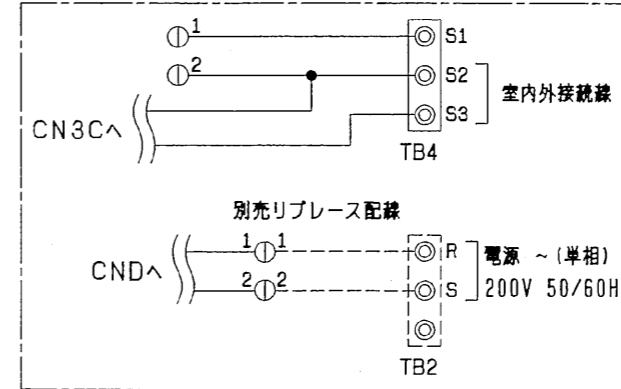 1 S1
2 S2
室内外接続線
CN3Cへ S3
TB4
別売リプレース配線
1 1 R 電源 ~(単相)
CNDへ
2 2 S 200V 50/60H
TB2